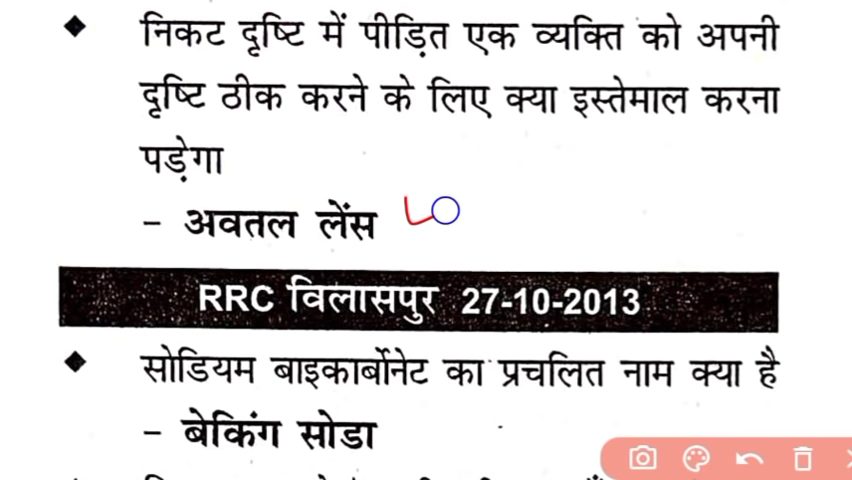 निकट दृष्टि में पीड़ित एक व्यक्ति को अपनी
दृष्टि ठीक करने के लिए क्या इस्तेमाल करना
पड़ेगा
– अवतल लेंस
RRC विलासपुर 27-10-2013
सोडियम बाइकार्बोनेट का प्रचलित नाम क्या है
– बेकिंग सोडा